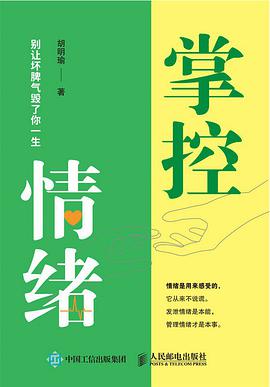 掌控
情绪
别让坏脾气毁了你一生
胡明瑜——著
情绪是用来感受的，
它从来不说谎。
发泄情绪是本能，
管理情绪才是本事。
中国工信出版集团
人民邮电出版社
POSTS & TELECOM PRESS